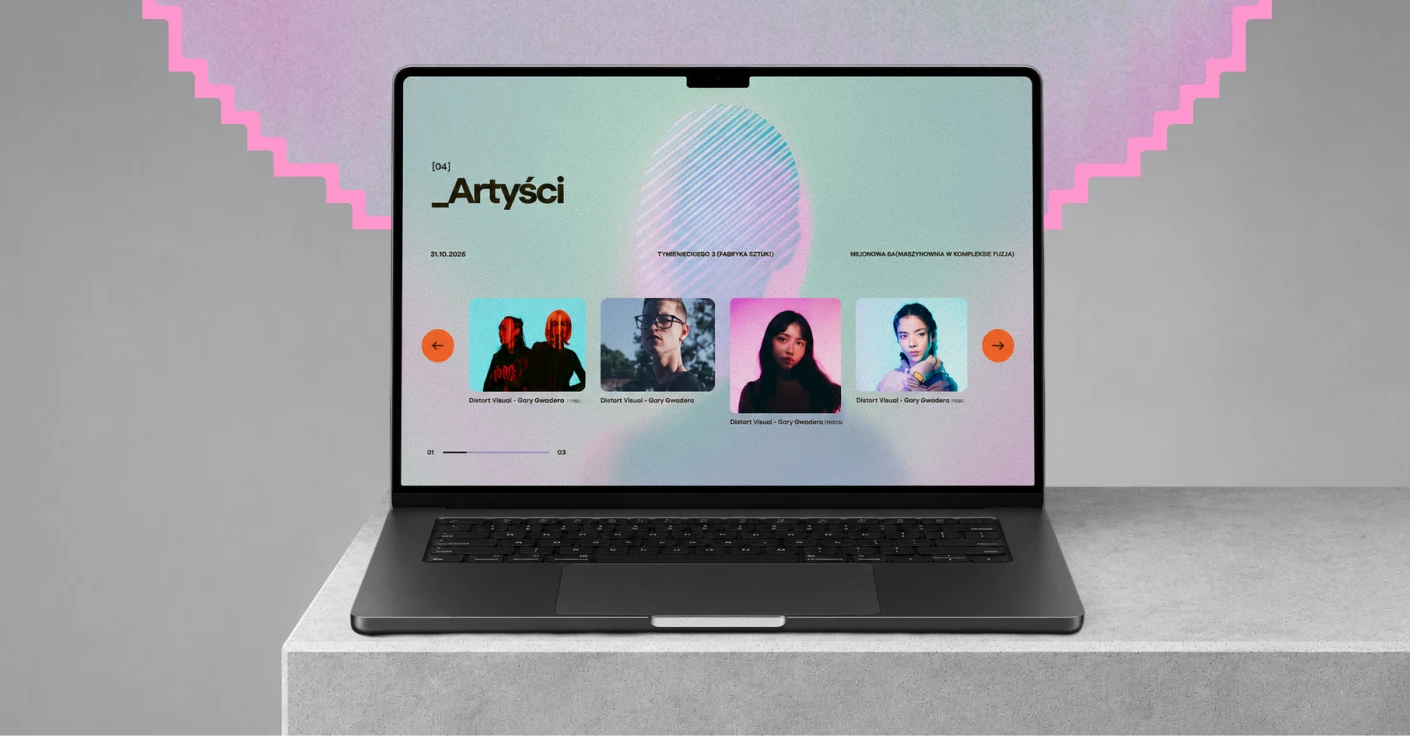 [04]
_Artyści
31.10.2026
TYMIENIECKIEGO 3 (FABRYKA SZTUKI)
MILIONOWA 6A(MASZYNOWNIA W KOMPLEKSIE FUZJA)
Distort Visual - Gary Gwadera
Distort Visual - Gary Gwadera
Distort Visual - Gary Gwadera
Distort Visual - Gary Gwadera
01
03